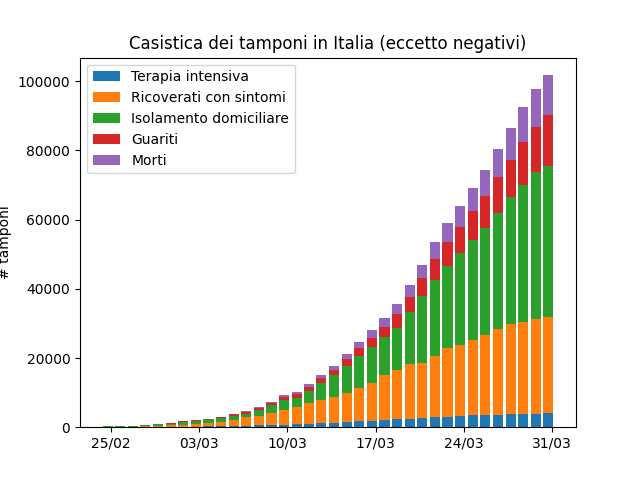 Casistica dei tamponi in Italia (eccetto negativi)
Terapia intensiva
Ricoverati con sintomi
Isolamento domiciliare
Guariti
Morti
100000
80000
60000
40000
20000
0
# tamponi
25/02 03/03 10/03 17/03 24/03 31/03